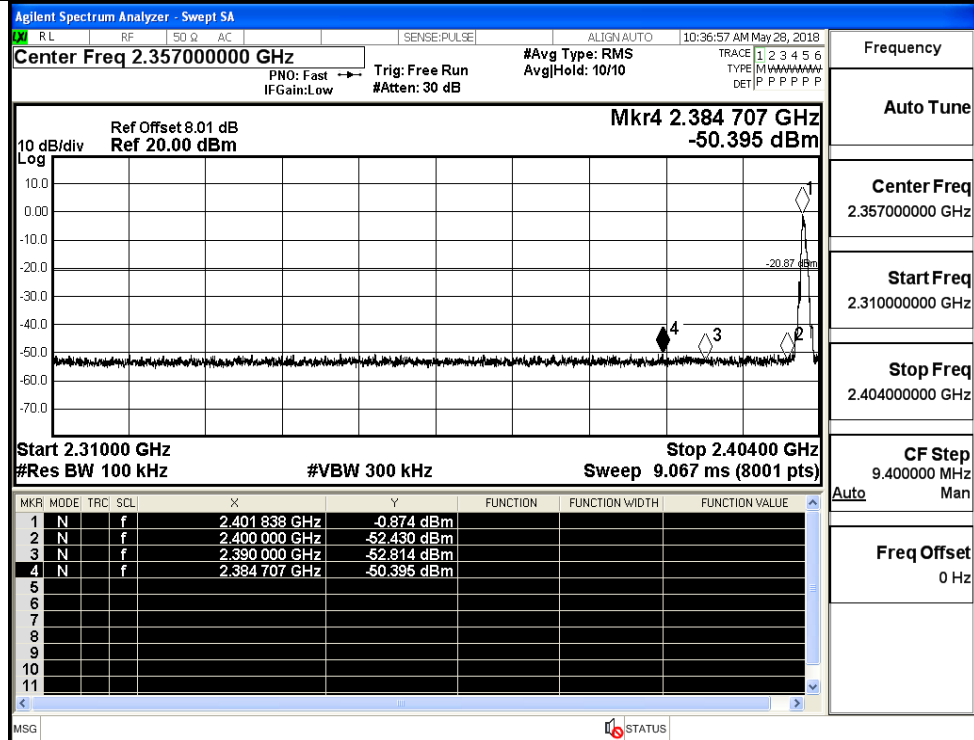 Agilent Spectrum Analyzer - Swept SA
LXI RL RF 50 Ω AC SENSE:PULSE ALIGN AUTO 10:36:57 AM May 28, 2018
Center Freq 2.357000000 GHz
PNO: Fast
IFGain:Low
Trig: Free Run
#Atten: 30 dB
#Avg Type: RMS
Avg|Hold: 10/10
TRACE 1 2 3 4 5 6
TYPE M WWWWW
DET P P P P P P
Mkr4 2.384 707 GHz
-50.395 dBm
Ref Offset 8.01 dB
10 dB/div Ref 20.00 dBm
Log
10.0
0.00
-10.0
-20.0
-30.0
-40.0
-50.0
-60.0
-70.0
1
-20.87 dBm
4
3
2
Start 2.31000 GHz Stop 2.40400 GHz
#Res BW 100 kHz #VBW 300 kHz Sweep 9.067 ms (8001 pts)
MKR MODE TRC SCL X Y FUNCTION FUNCTION WIDTH FUNCTION VALUE
1 N f 2.401 838 GHz -0.874 dBm
2 N f 2.400 000 GHz -52.430 dBm
3 N f 2.390 000 GHz -52.814 dBm
4 N f 2.384 707 GHz -50.395 dBm
5
6
7
8
9
10
11
MSG STATUS
Frequency
Auto Tune
Center Freq
2.357000000 GHz
Start Freq
2.310000000 GHz
Stop Freq
2.404000000 GHz
CF Step
9.400000 MHz
Auto Man
Freq Offset
0 Hz